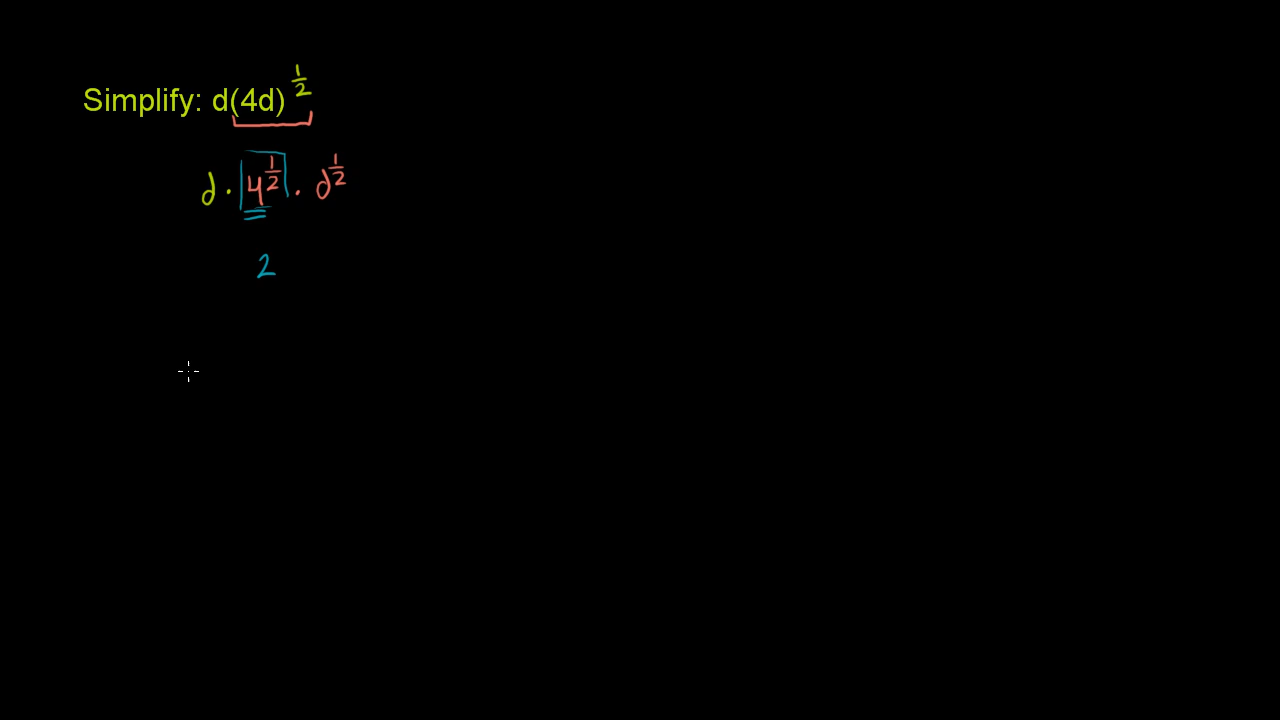 Simplify: d(4d)^{1/2}
d · 4^{1/2} · d^{1/2}
2